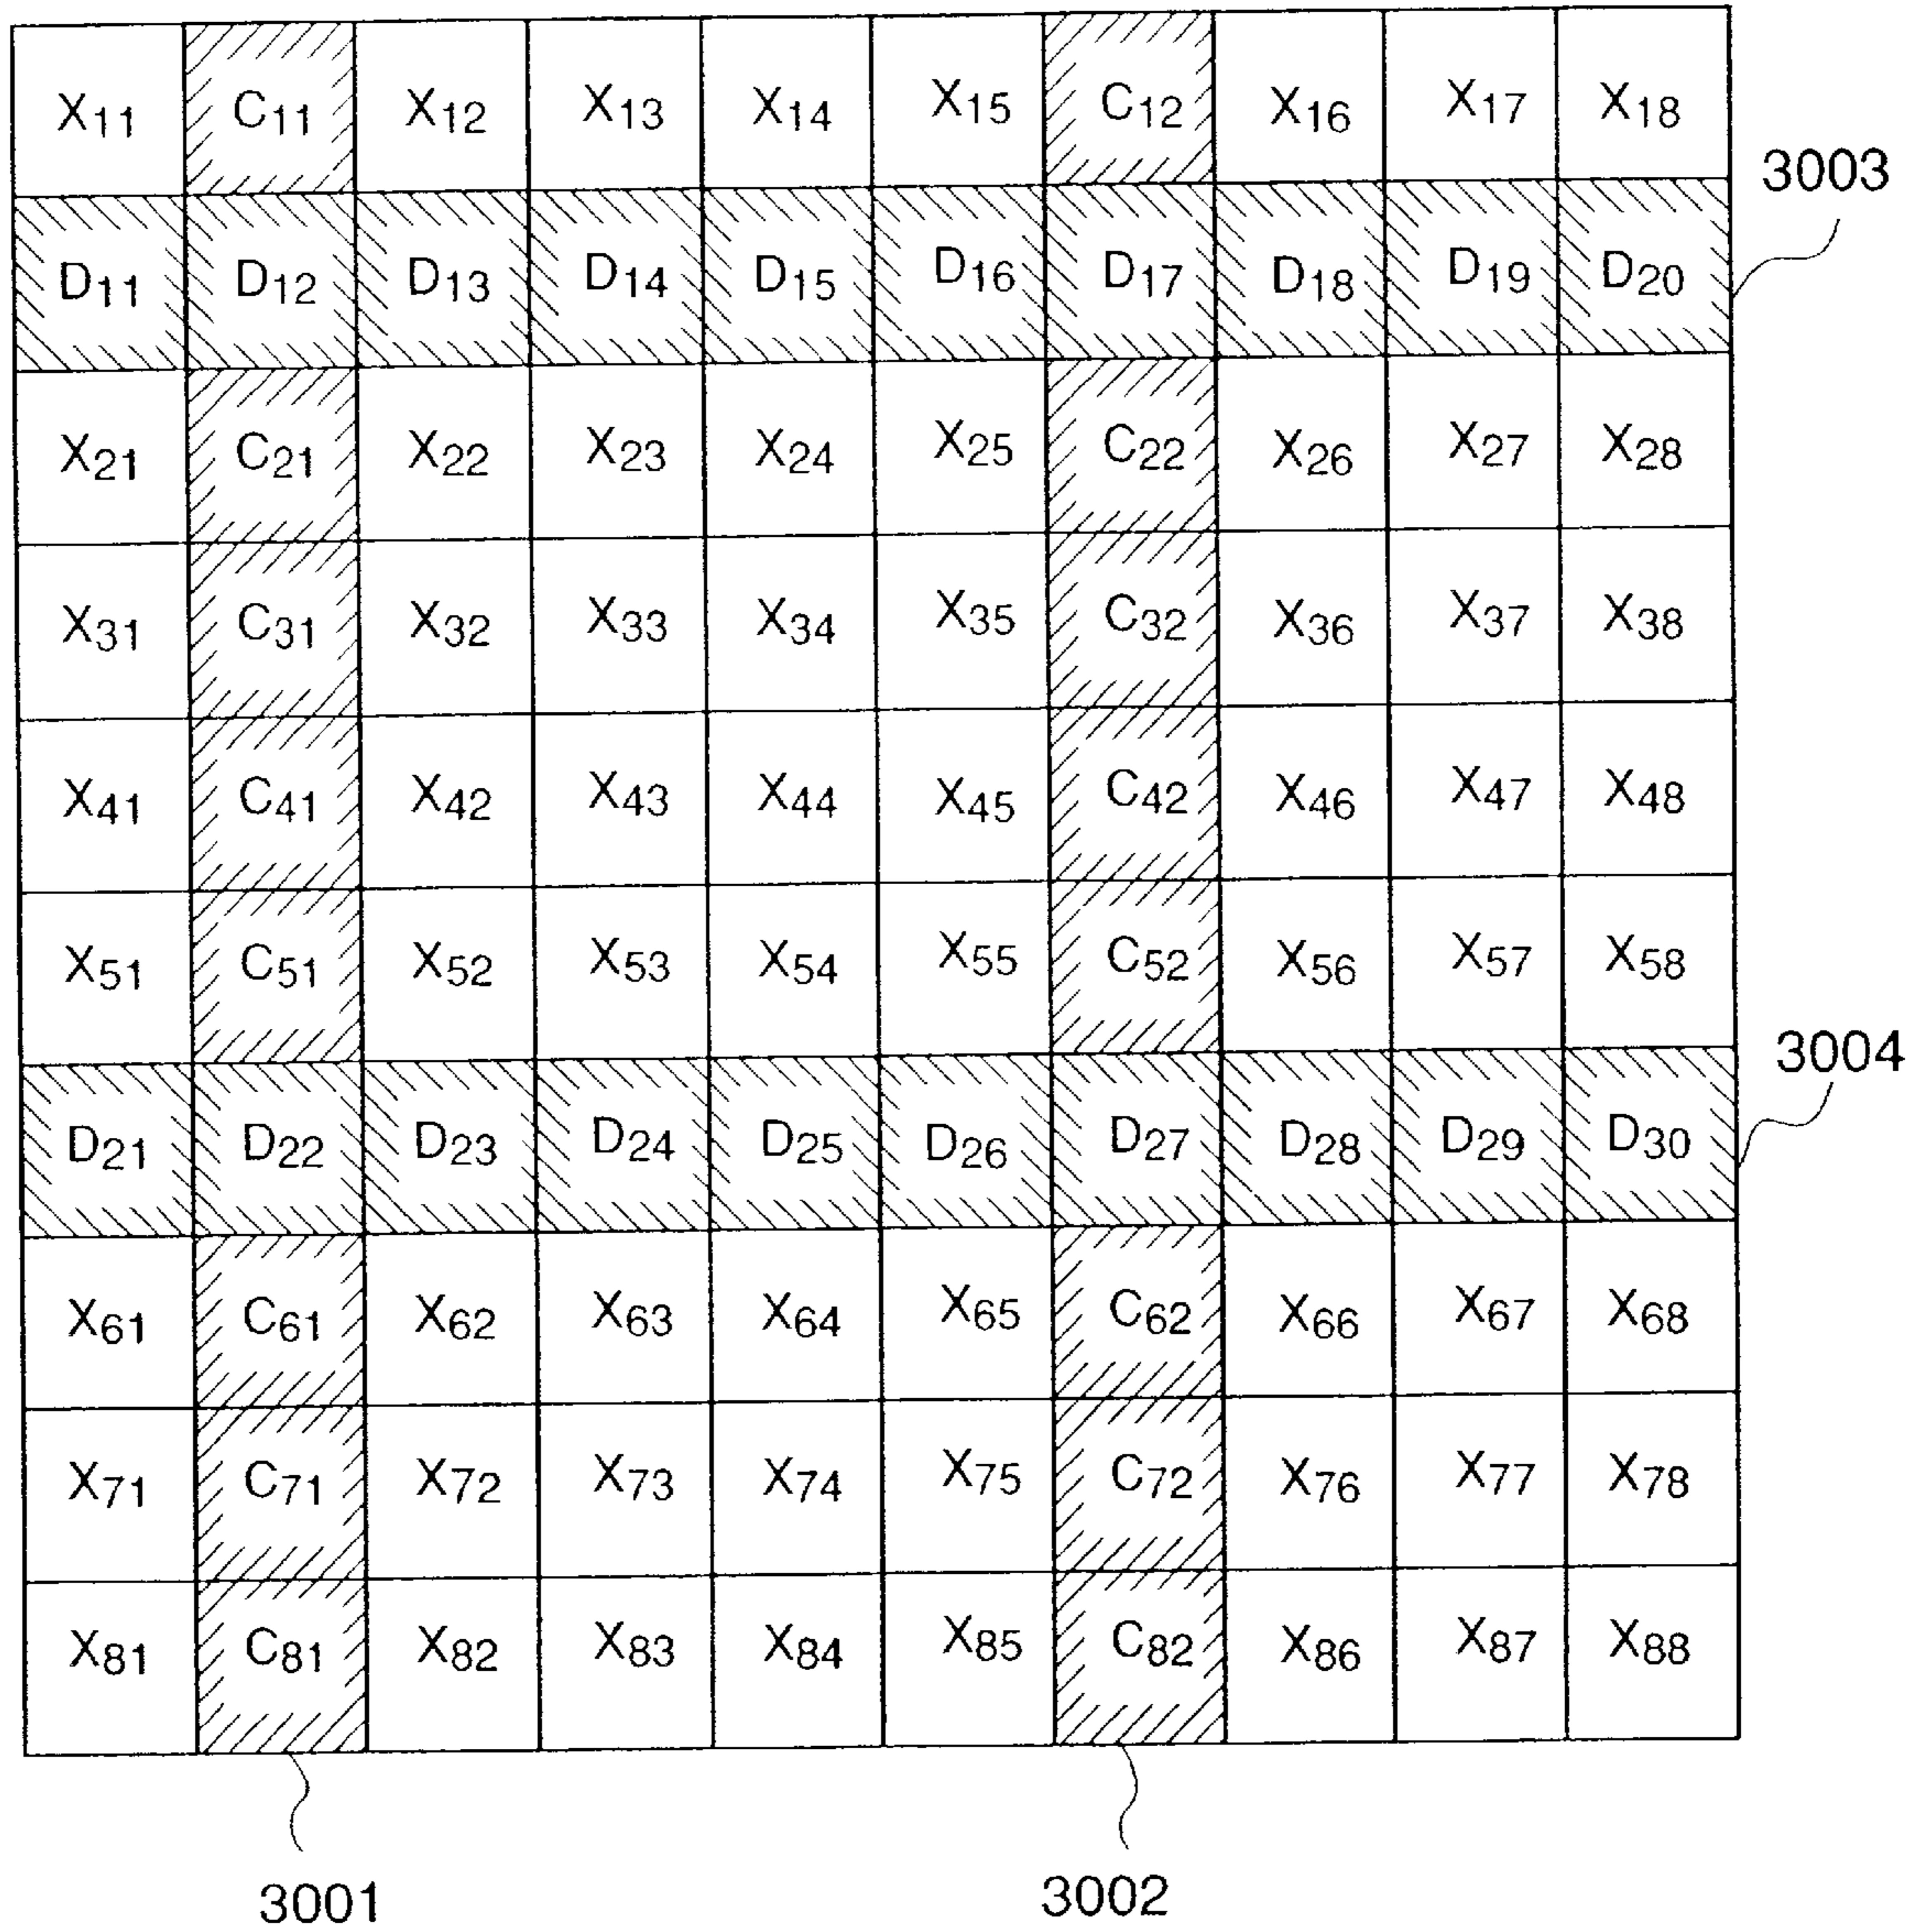 X11 C11 X12 X13 X14 X15 C12 X16 X17 X18
3003
D11 D12 D13 D14 D15 D16 D17 D18 D19 D20
X21 C21 X22 X23 X24 X25 C22 X26 X27 X28
X31 C31 X32 X33 X34 X35 C32 X36 X37 X38
X41 C41 X42 X43 X44 X45 C42 X46 X47 X48
X51 C51 X52 X53 X54 X55 C52 X56 X57 X58
3004
D21 D22 D23 D24 D25 D26 D27 D28 D29 D30
X61 C61 X62 X63 X64 X65 C62 X66 X67 X68
X71 C71 X72 X73 X74 X75 C72 X76 X77 X78
X81 C81 X82 X83 X84 X85 C82 X86 X87 X88
3001 3002